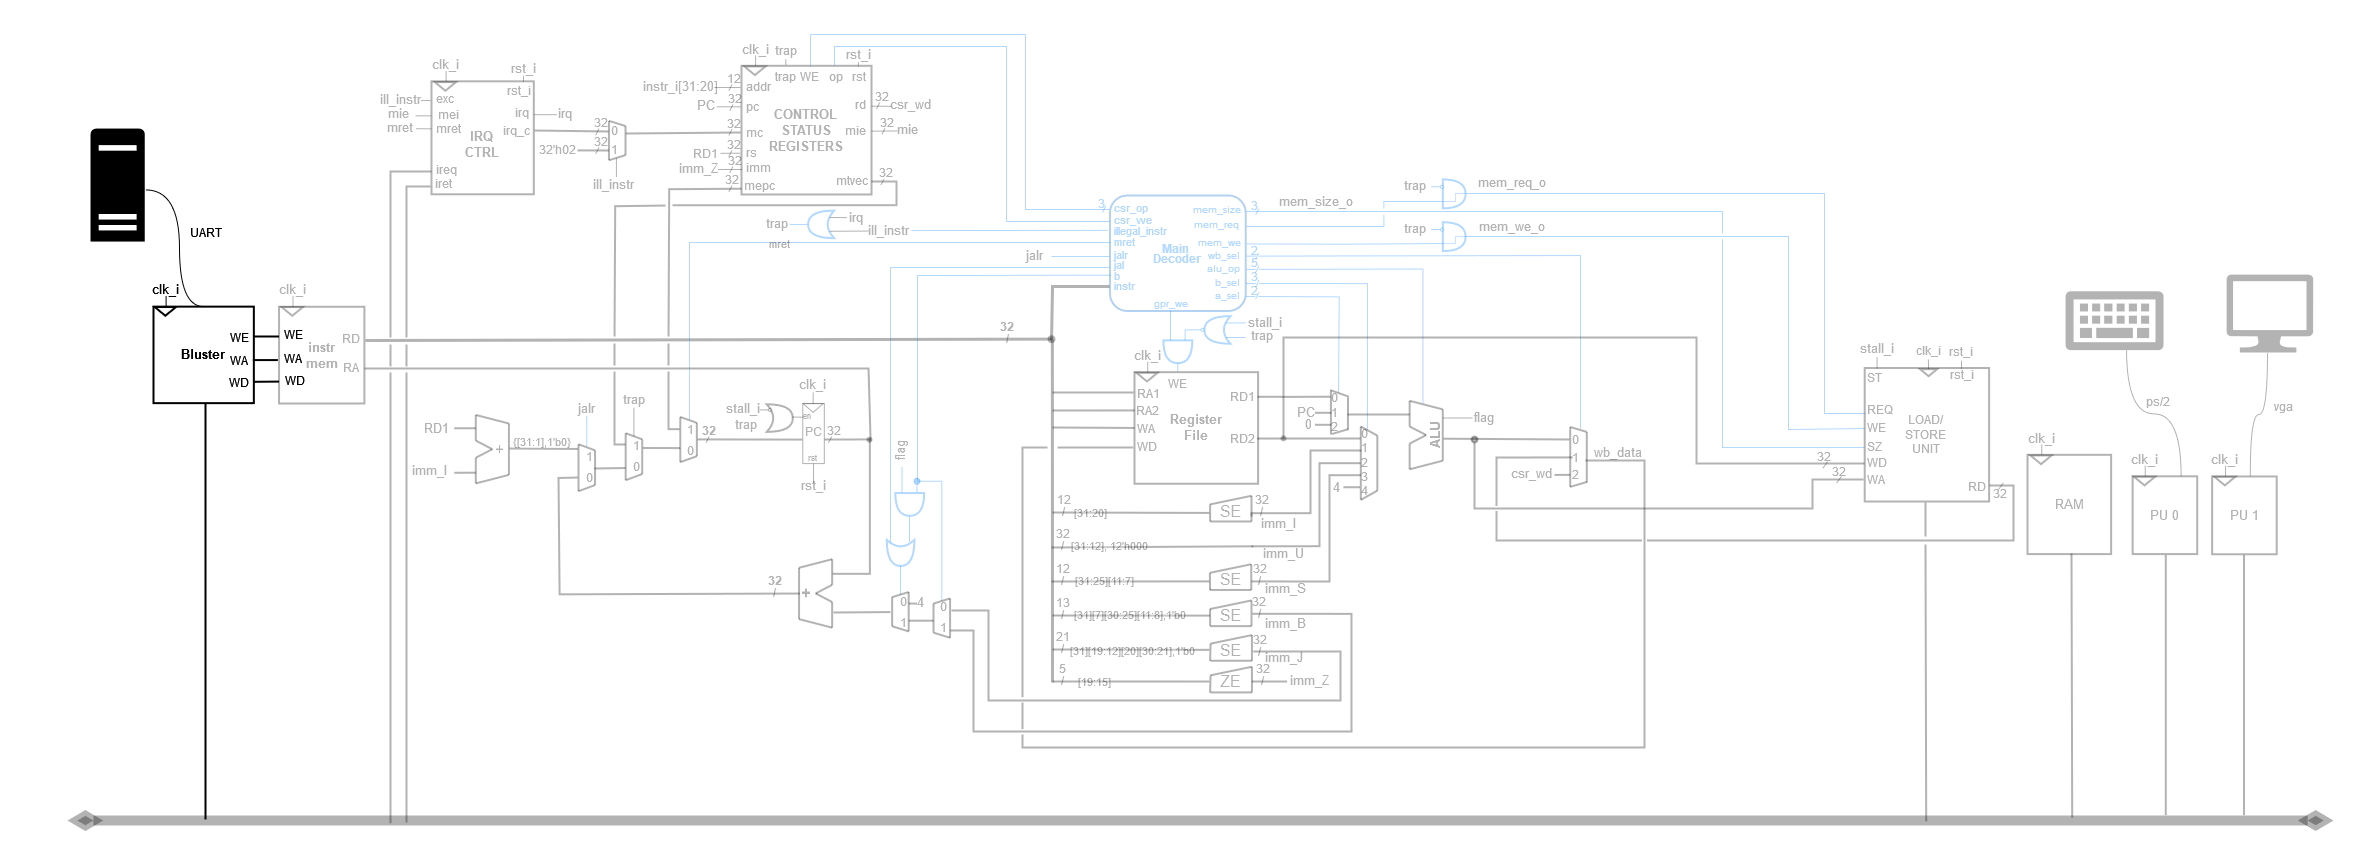 clk_i
rst_i
rst_i
ill_instr
exc
mie
mei
mret
mret
irq
irq
irq_c
IRQ
CTRL
ireq
iret
32
32
32'h02
0
1
ill_instr
clk_i
trap
rst_i
trap
WE
op
rst
instr_i[31:20]
12
addr
PC
32
pc
32
mc
RD1
32
rs
imm_Z
32
imm
32
mepc
CONTROL
STATUS
REGISTERS
rd
32
csr_wd
mie
32
mie
mtvec
32
UART
trap
irq
ill_instr
mret
jalr
3
csr_op
csr_we
illegal_instr
mret
jalr
jal
b
instr
Main
Decoder
gpr_we
mem_size
mem_req
mem_we
wb_sel
alu_op
b_sel
a_sel
3
2
5
3
2
mem_size_o
trap
mem_req_o
trap
mem_we_o
clk_i
clk_i
Bluster
WE
WA
WD
WE
WA
WD
instr
mem
RD
RA
32
stall_i
trap
clk_i
WE
RA1
RA2
WA
WD
Register
File
RD1
RD2
PC
0
0
1
2
0
1
2
3
4
4
ALU
flag
0
1
2
csr_wd
wb_data
RD1
imm_I
+
{[31:1],1'b0}
jalr
1
0
trap
1
0
1
0
32
stall_i
trap
clk_i
en
PC
rst
rst_i
32
flag
32
+
0
1
4
0
1
12
[31:20]
SE
32
imm_I
32
[31:12], 12'h000
imm_U
12
[31:25][11:7]
SE
32
imm_S
13
[31][7][30:25][11:8],1'b0
SE
32
imm_B
21
[31][19:12][20][30:21],1'b0
SE
32
imm_J
5
[19:15]
ZE
32
imm_Z
stall_i
clk_i
rst_i
ST
rst_i
REQ
WE
SZ
WD
WA
LOAD/
STORE
UNIT
RD
32
32
32
clk_i
RAM
ps/2
clk_i
PU 0
vga
clk_i
PU 1